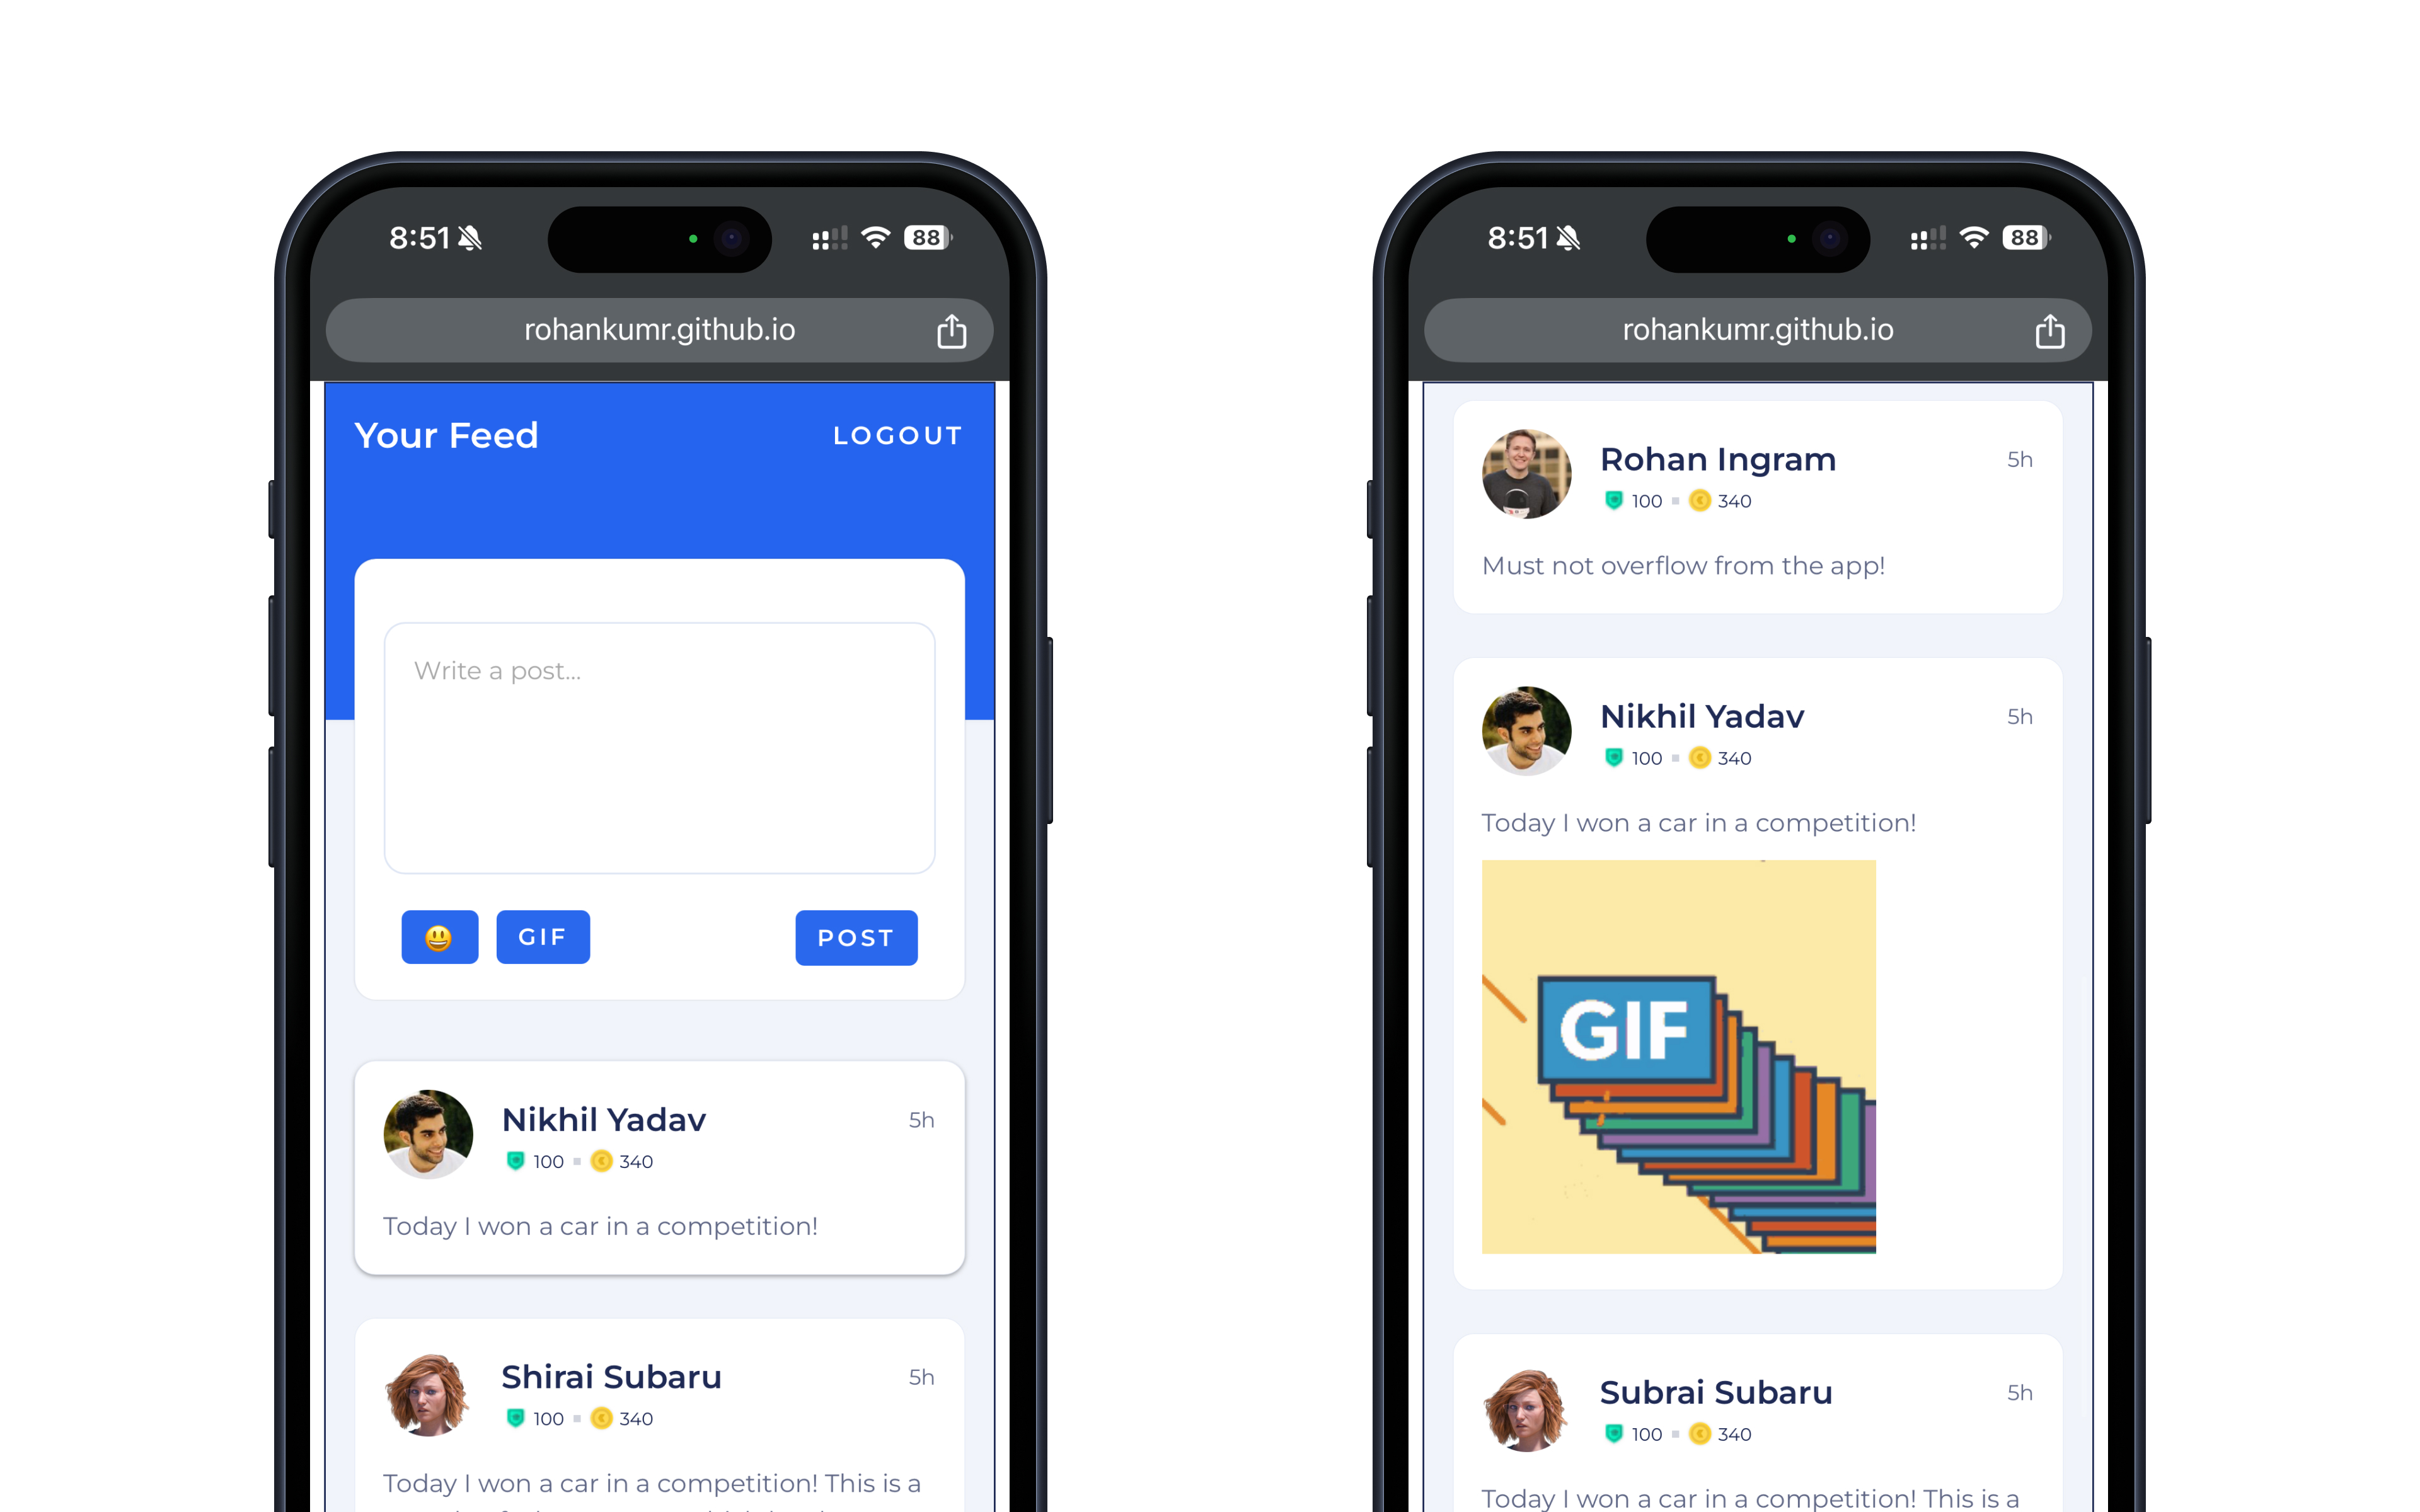 8:51
88
rohankumr.github.io
Your Feed
LOGOUT
Write a post...
😃
GIF
POST
Nikhil Yadav
5h
100
340
Today I won a car in a competition!
Shirai Subaru
5h
100
340
Today I won a car in a competition! This is a
8:51
88
rohankumr.github.io
Rohan Ingram
5h
100
340
Must not overflow from the app!
Nikhil Yadav
5h
100
340
Today I won a car in a competition!
GIF
Subrai Subaru
5h
100
340
Today I won a car in a competition! This is a